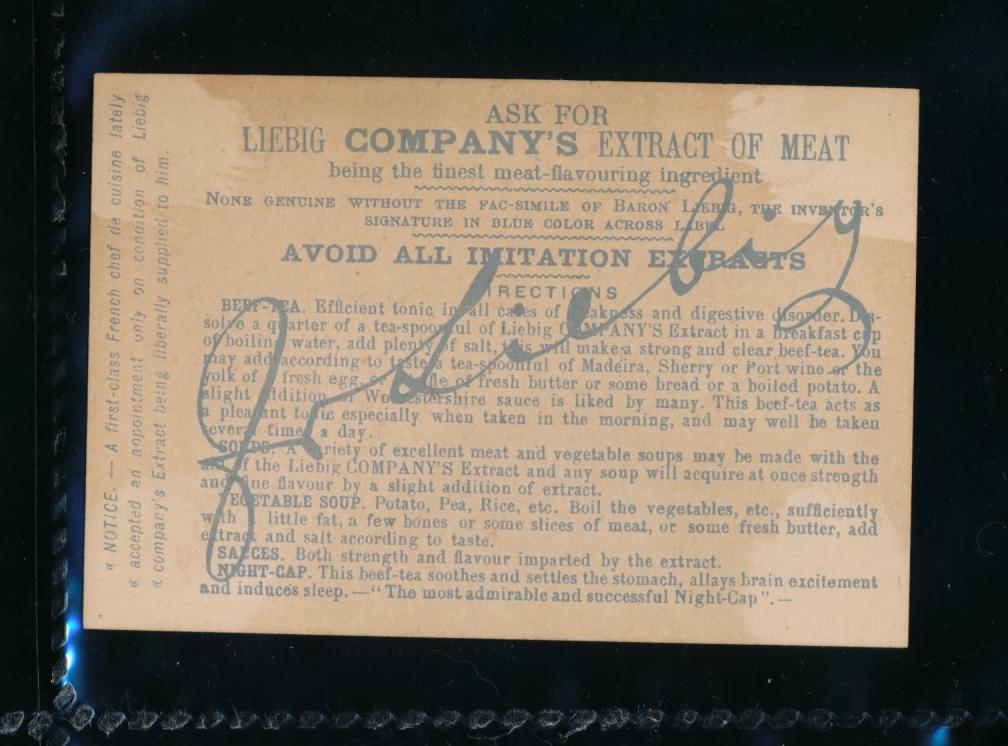 ASK FOR
LIEBIG COMPANY'S EXTRACT OF MEAT
being the finest meat-flavouring ingredient
NONE GENUINE WITHOUT THE FAC-SIMILE OF BARON LIEBIG, THE INVENTOR'S
SIGNATURE IN BLUE COLOR ACROSS LABEL
AVOID ALL IMITATION EXTRACTS
DIRECTIONS
BEEF-TEA. Efficient tonic in all cases of weakness and digestive disorder. Dis-
solve a quarter of a tea-spoonful of Liebig COMPANY'S Extract in a breakfast cup
of boiling water, add plenty of salt, this will make a strong and clear beef-tea. You
may add according to taste a tea-spoonful of Madeira, Sherry or Port wine or the
yolk of a fresh egg, or a little of fresh butter or some bread or a boiled potato. A
slight addition of Worcestershire sauce is liked by many. This beef-tea acts as
a pleasant tonic especially when taken in the morning, and may well be taken
several times a day.
SOUPS. A variety of excellent meat and vegetable soups may be made with the
aid of the Liebig COMPANY'S Extract and any soup will acquire at once strength
and fine flavour by a slight addition of extract.
VEGETABLE SOUP. Potato, Pea, Rice, etc. Boil the vegetables, etc., sufficiently
with a little fat, a few bones or some slices of meat, or some fresh butter, add
extract and salt according to taste.
SAUCES. Both strength and flavour imparted by the extract.
NIGHT-CAP. This beef-tea soothes and settles the stomach, allays brain excitement
and induces sleep. — "The most admirable and successful Night-Cap". —
J v Liebig
« NOTICE. — A first-class French chef de cuisine lately
« accepted an appointment only on condition of Liebig
« company's Extract being liberally supplied to him.